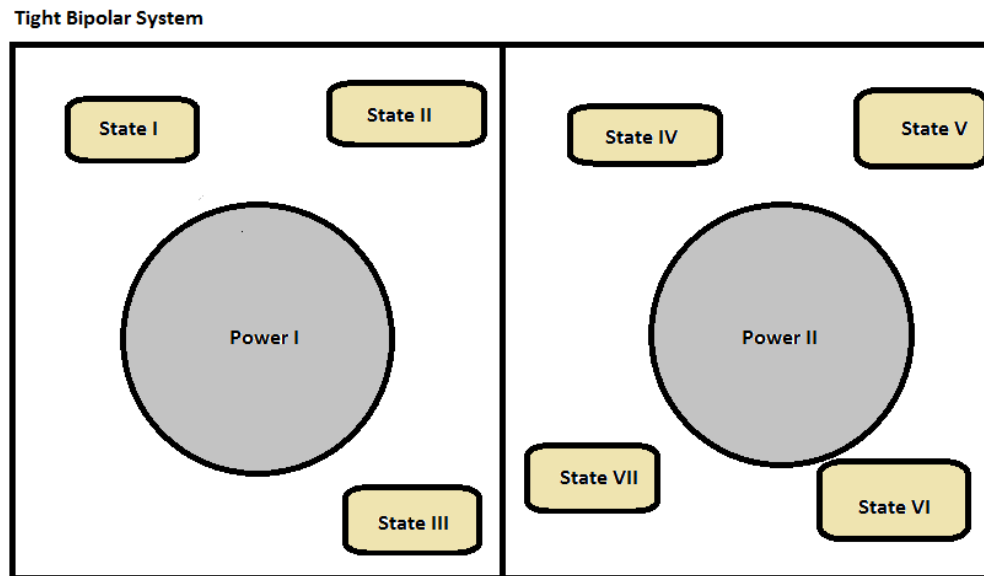 Tight Bipolar System
State I
State II
State IV
State V
Power I
Power II
State III
State VII
State VI